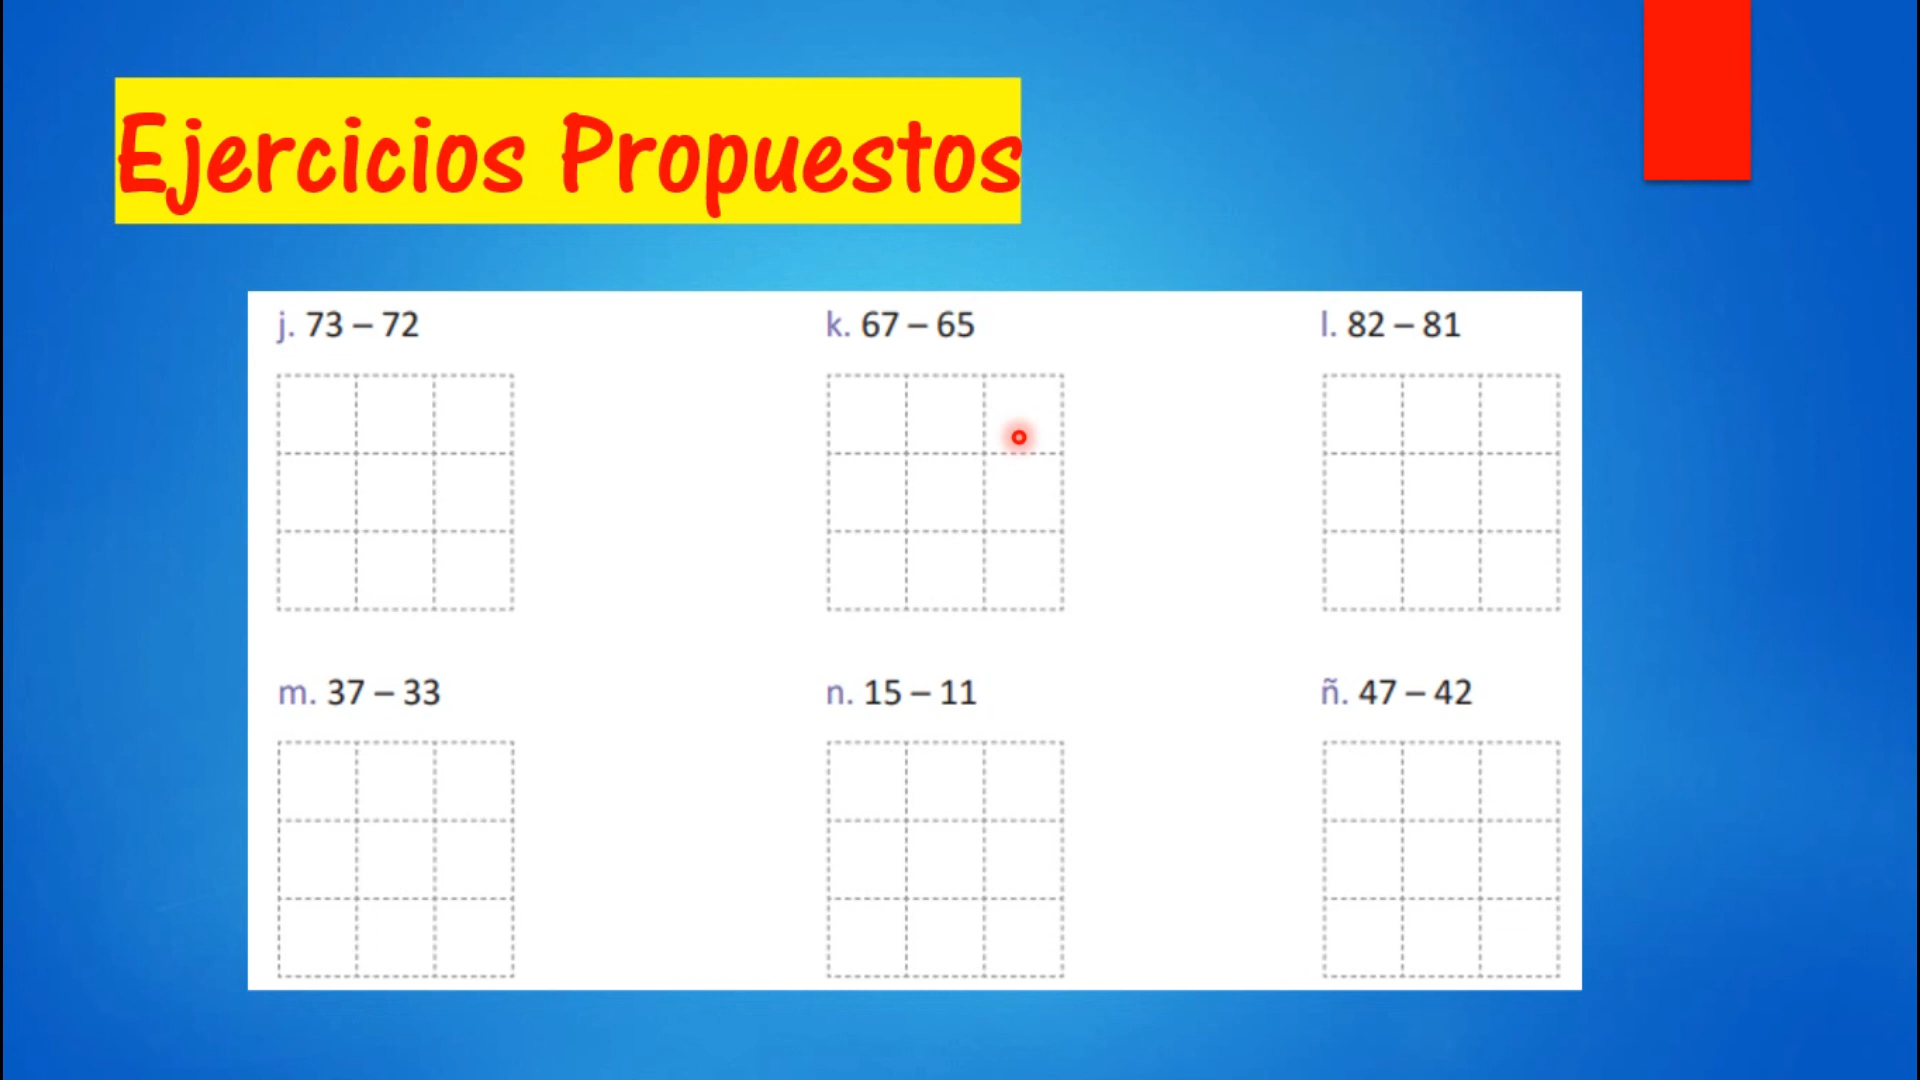 Ejercicios Propuestos
j. 73 – 72
k. 67 – 65
l. 82 – 81
m. 37 – 33
n. 15 – 11
ñ. 47 – 42